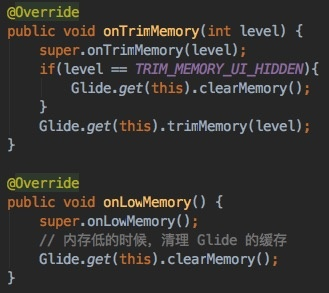 @Override
public void onTrimMemory(int level) {
    super.onTrimMemory(level);
    if(level == TRIM_MEMORY_UI_HIDDEN){
        Glide.get(this).clearMemory();
    }
    Glide.get(this).trimMemory(level);
}

@Override
public void onLowMemory() {
    super.onLowMemory();
    // 内存低的时候，清理 Glide 的缓存
    Glide.get(this).clearMemory();
}